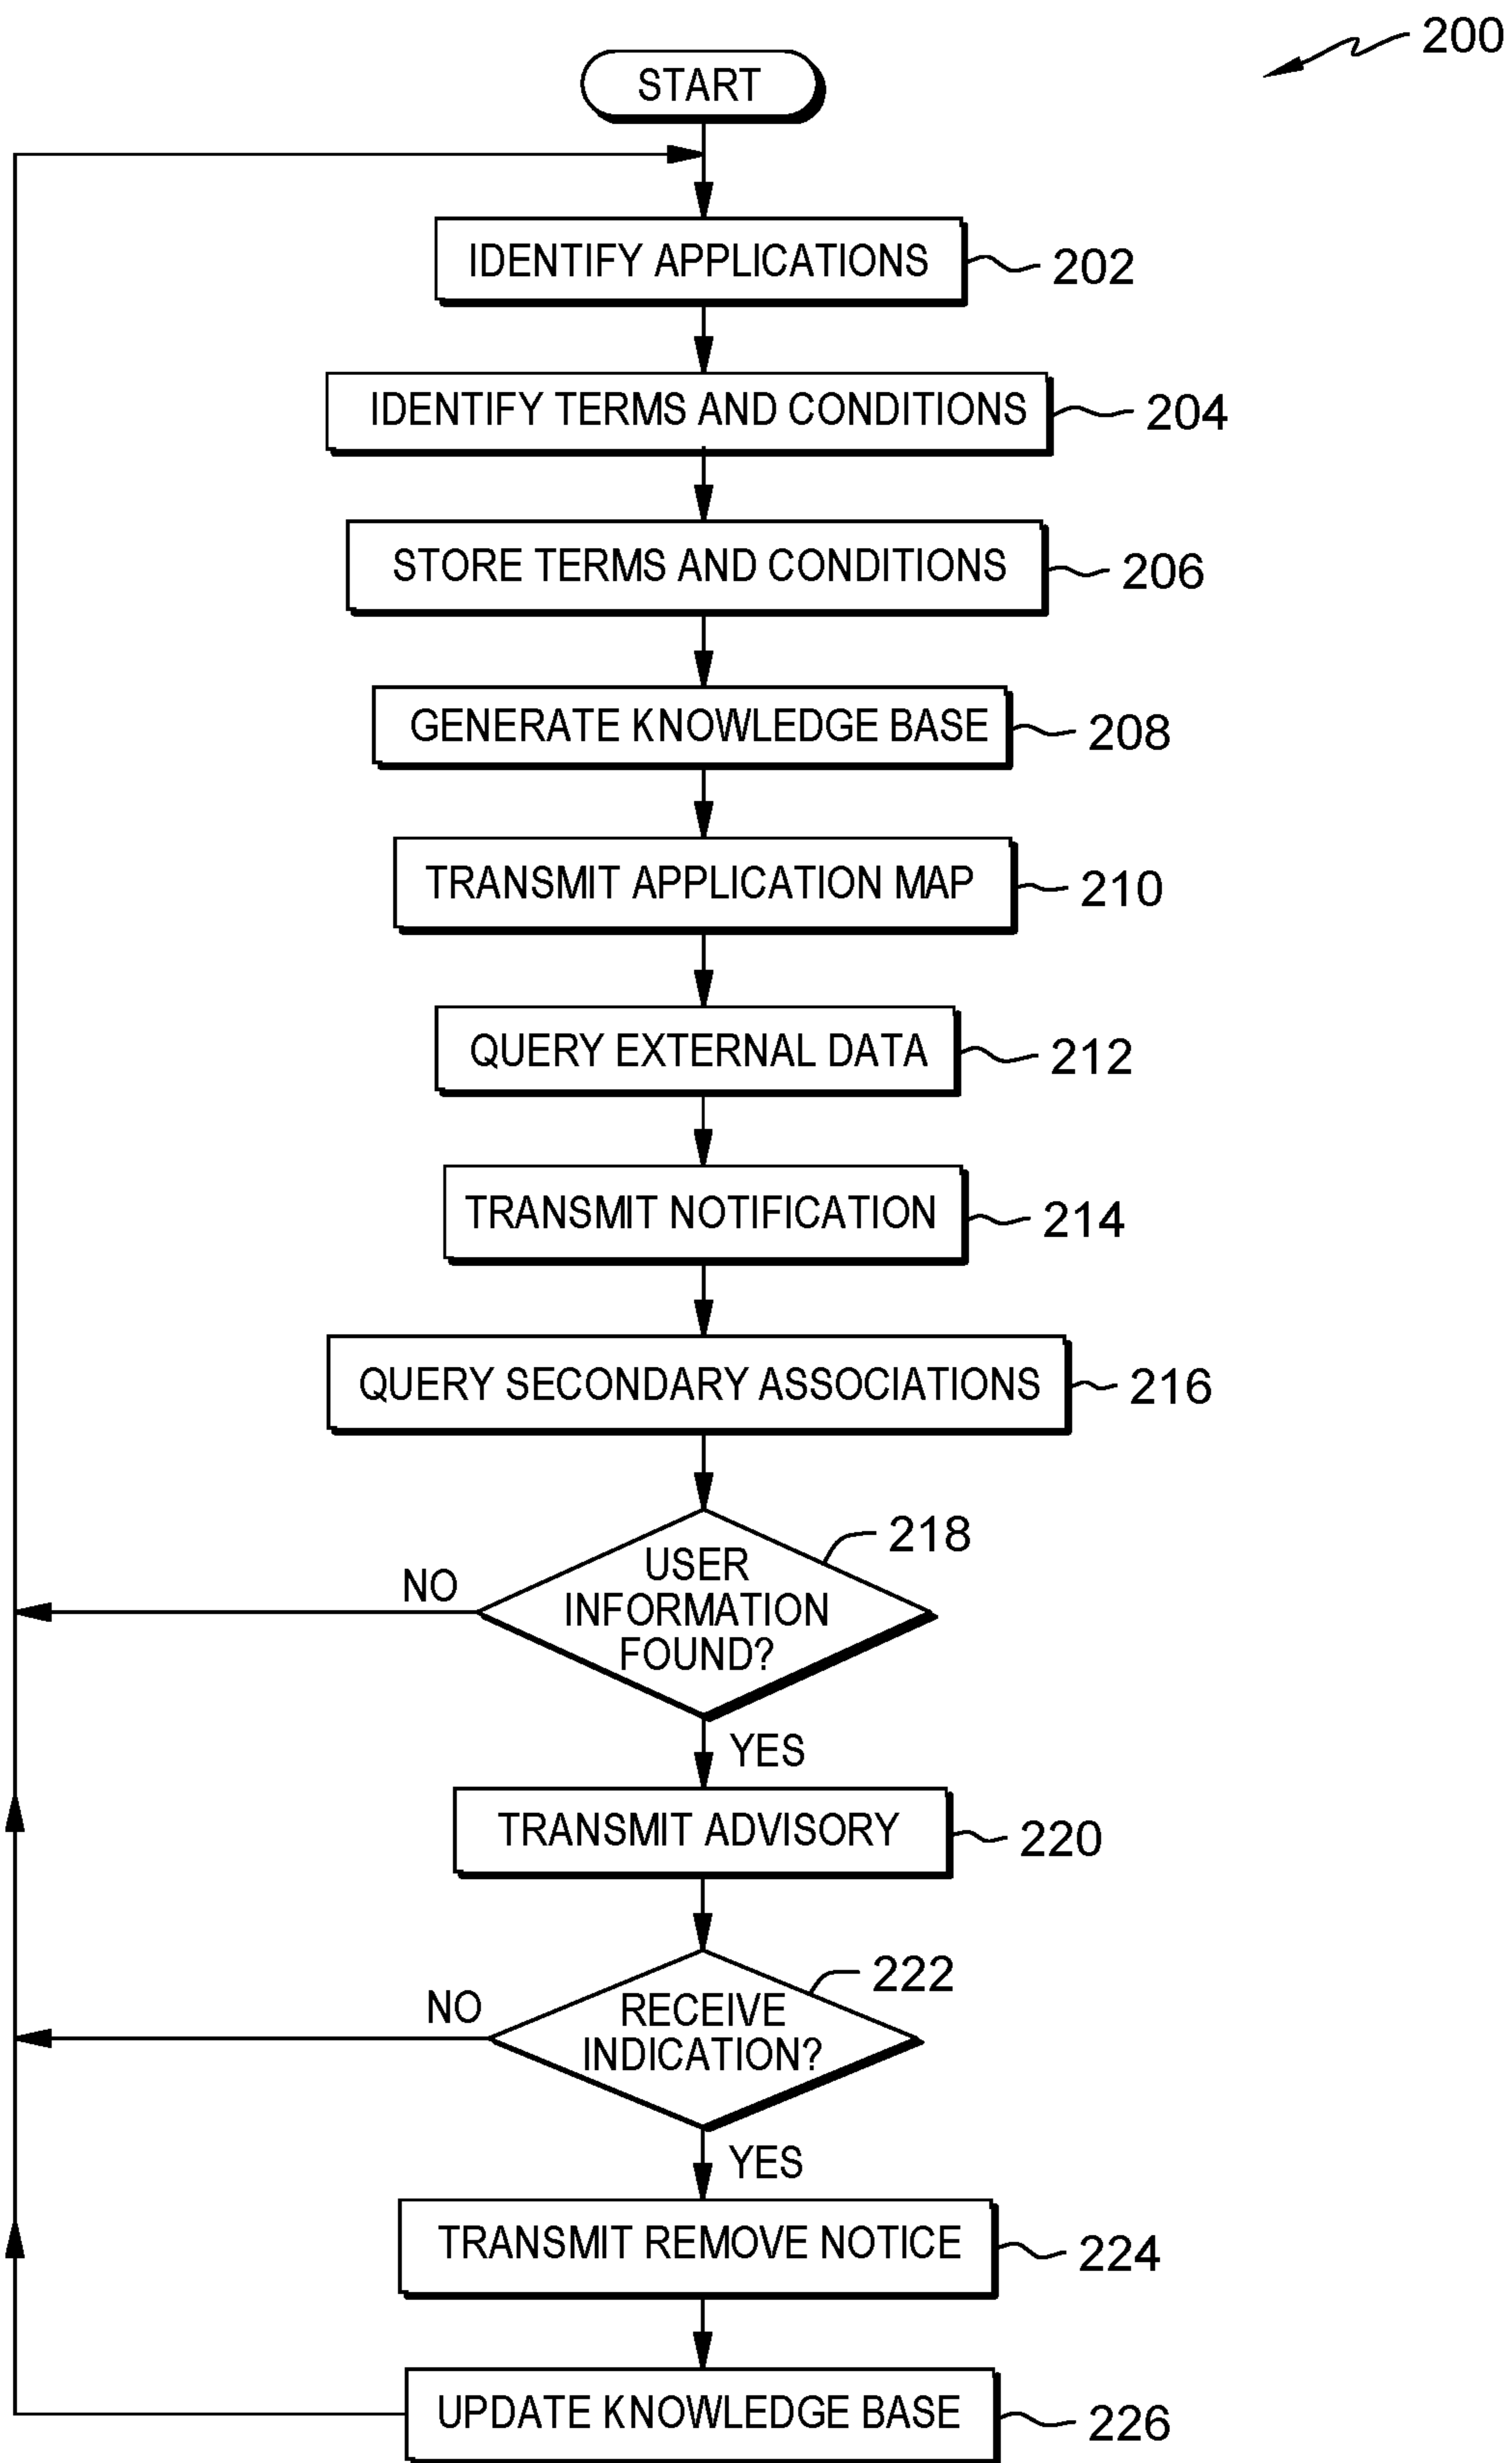 200
START
IDENTIFY APPLICATIONS
202
IDENTIFY TERMS AND CONDITIONS
204
STORE TERMS AND CONDITIONS
206
GENERATE KNOWLEDGE BASE
208
TRANSMIT APPLICATION MAP
210
QUERY EXTERNAL DATA
212
TRANSMIT NOTIFICATION
214
QUERY SECONDARY ASSOCIATIONS
216
218
NO
USER
INFORMATION
FOUND?
YES
TRANSMIT ADVISORY
220
222
NO
RECEIVE
INDICATION?
YES
TRANSMIT REMOVE NOTICE
224
UPDATE KNOWLEDGE BASE
226